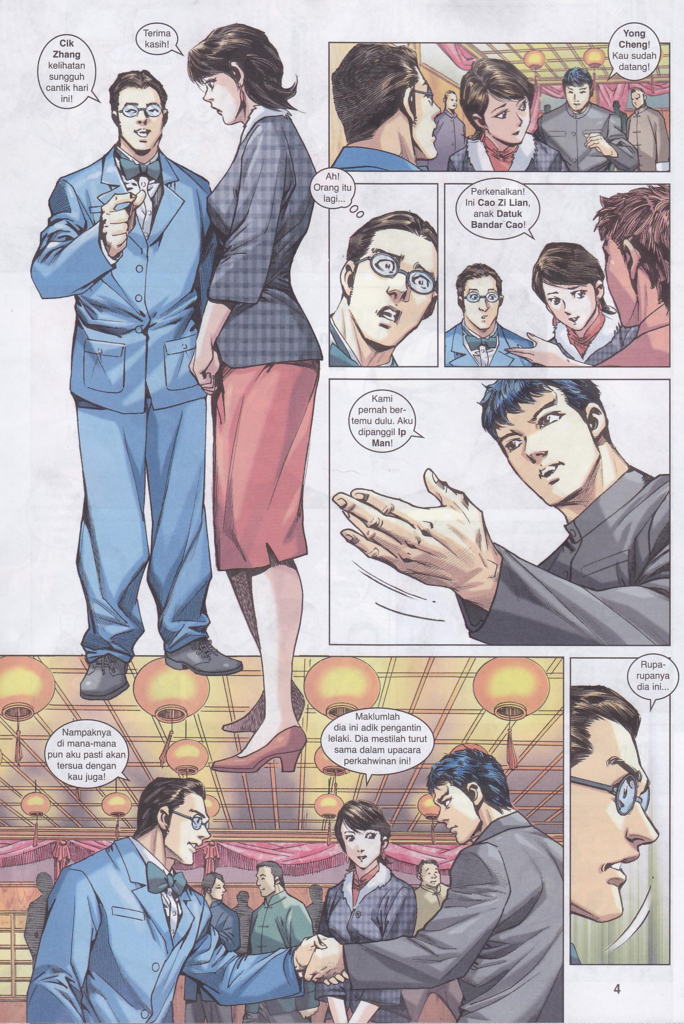 Cik
Zhang
kelihatan
sungguh
cantik hari
ini!
Terima
kasih!
Yong
Cheng!
Kau sudah
datang!
Ah!
Orang itu
lagi...
Perkenalkan!
Ini Cao Zi Lian,
anak Datuk
Bandar Cao!
Kami
pernah ber-
temu dulu. Aku
dipanggil Ip
Man!
Nampaknya
di mana-mana
pun aku pasti akan
tersua dengan
kau juga!
Maklumlah
dia ini adik pengantin
lelaki. Dia mestilah turut
sama dalam upacara
perkahwinan ini!
Rupa-
rupanya
dia ini...
4